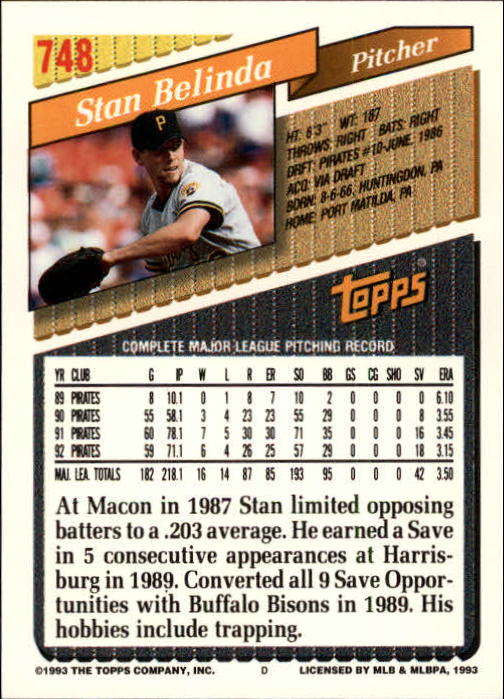 748
Stan Belinda
Pitcher
P
HT: 6'3" WT: 187
THROWS: RIGHT BATS: RIGHT
DRFT: PIRATES #10-JUNE, 1986
ACQ: VIA DRAFT
BORN: 8-6-66, HUNTINGDON, PA
HOME: PORT MATILDA, PA
TOPPS®
COMPLETE MAJOR LEAGUE PITCHING RECORD
YR CLUB G IP W L R ER SO BB GS CG SHO SV ERA
89 PIRATES 8 10.1 0 1 8 7 10 2 0 0 0 0 6.10
90 PIRATES 55 58.1 3 4 23 23 55 29 0 0 0 8 3.55
91 PIRATES 60 78.1 7 5 30 30 71 35 0 0 0 16 3.45
92 PIRATES 59 71.1 6 4 26 25 57 29 0 0 0 18 3.15
MAJ. LEA. TOTALS 182 218.1 16 14 87 85 193 95 0 0 0 42 3.50
At Macon in 1987 Stan limited opposing
batters to a .203 average. He earned a Save
in 5 consecutive appearances at Harris-
burg in 1989. Converted all 9 Save Oppor-
tunities with Buffalo Bisons in 1989. His
hobbies include trapping.
©1993 THE TOPPS COMPANY, INC. D LICENSED BY MLB & MLBPA, 1993